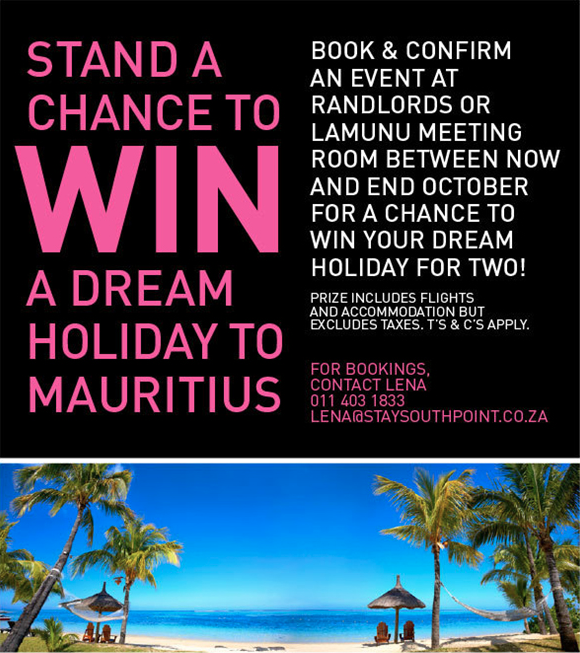 STAND A
CHANCE TO
WIN
A DREAM
HOLIDAY TO
MAURITIUS
BOOK & CONFIRM
AN EVENT AT
RANDLORDS OR
LAMUNU MEETING
ROOM BETWEEN NOW
AND END OCTOBER
FOR A CHANCE TO
WIN YOUR DREAM
HOLIDAY FOR TWO!
PRIZE INCLUDES FLIGHTS
AND ACCOMMODATION BUT
EXCLUDES TAXES. T'S & C'S APPLY.
FOR BOOKINGS,
CONTACT LENA
011 403 1833
LENA@STAYSOUTHPOINT.CO.ZA